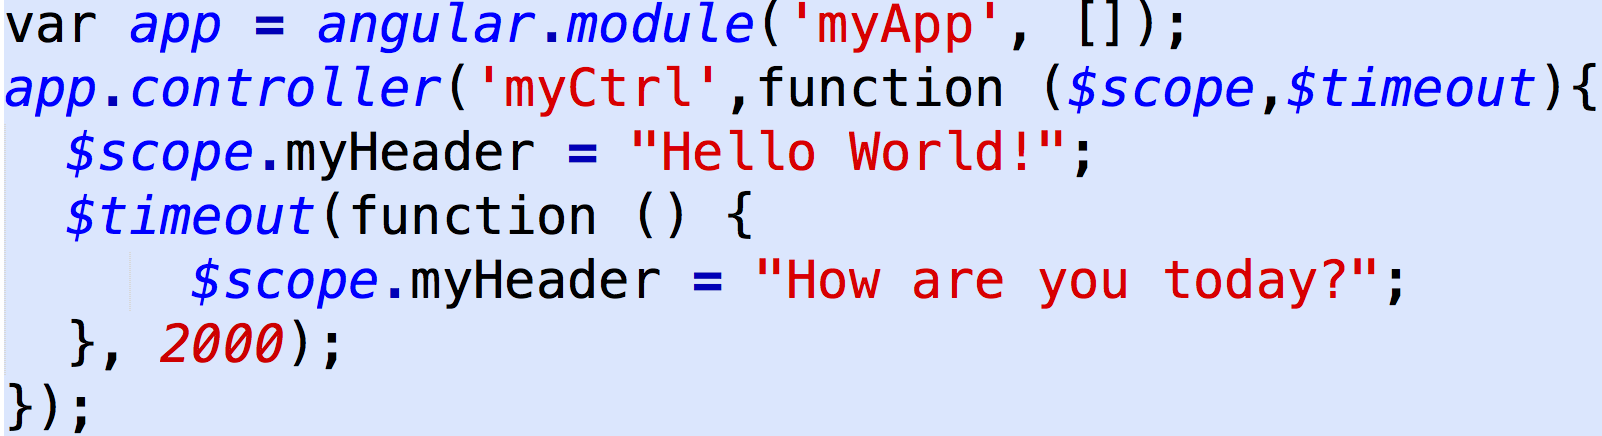 var app = angular.module('myApp', []);
app.controller('myCtrl',function ($scope,$timeout){
  $scope.myHeader = "Hello World!";
  $timeout(function () {
      $scope.myHeader = "How are you today?";
  }, 2000);
});